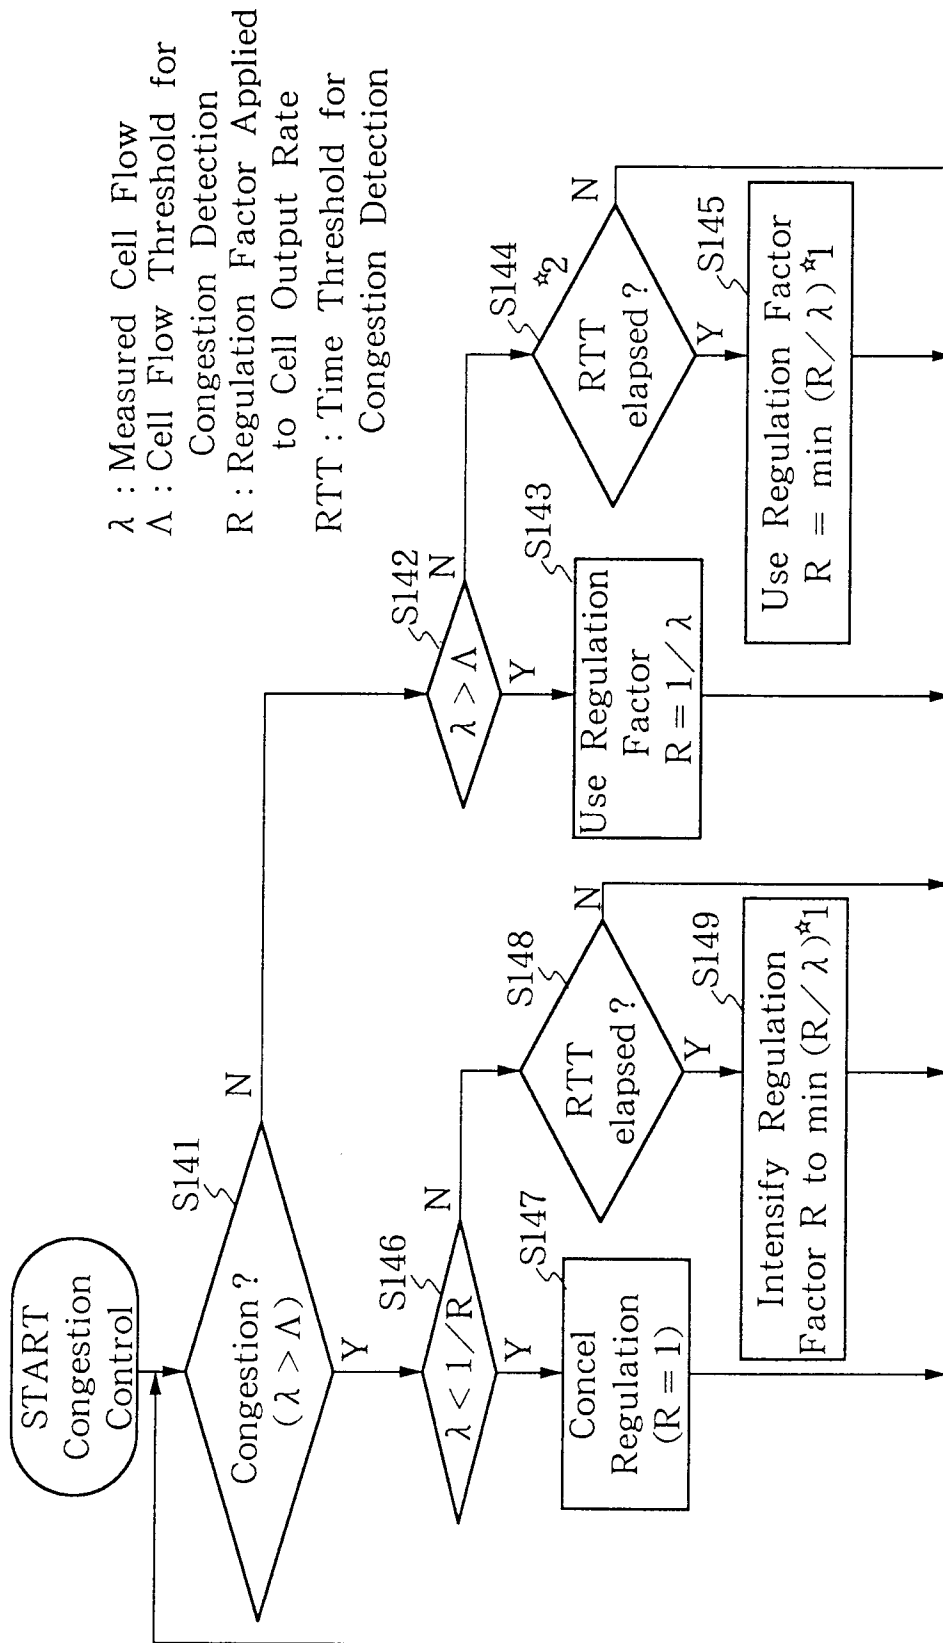 START
Congestion
Control
Congestion ?
( λ > Λ)
S141
N
Y
λ : Measured Cell Flow
Λ : Cell Flow Threshold for
Congestion Detection
R : Regulation Factor Applied
to Cell Output Rate
RTT : Time Threshold for
Congestion Detection
λ < 1/R
S146
N
Y
λ > Λ
S142
N
Y
Concel
Regulation
(R = 1)
S147
RTT
elapsed ?
S148
N
Y
Use Regulation
Factor
R = 1/λ
S143
RTT
elapsed ?
S144
☆2
N
Y
Intensify Regulation
Factor R to min (R/λ)☆1
S149
Use Regulation Factor
R = min (R/λ)☆1
S145